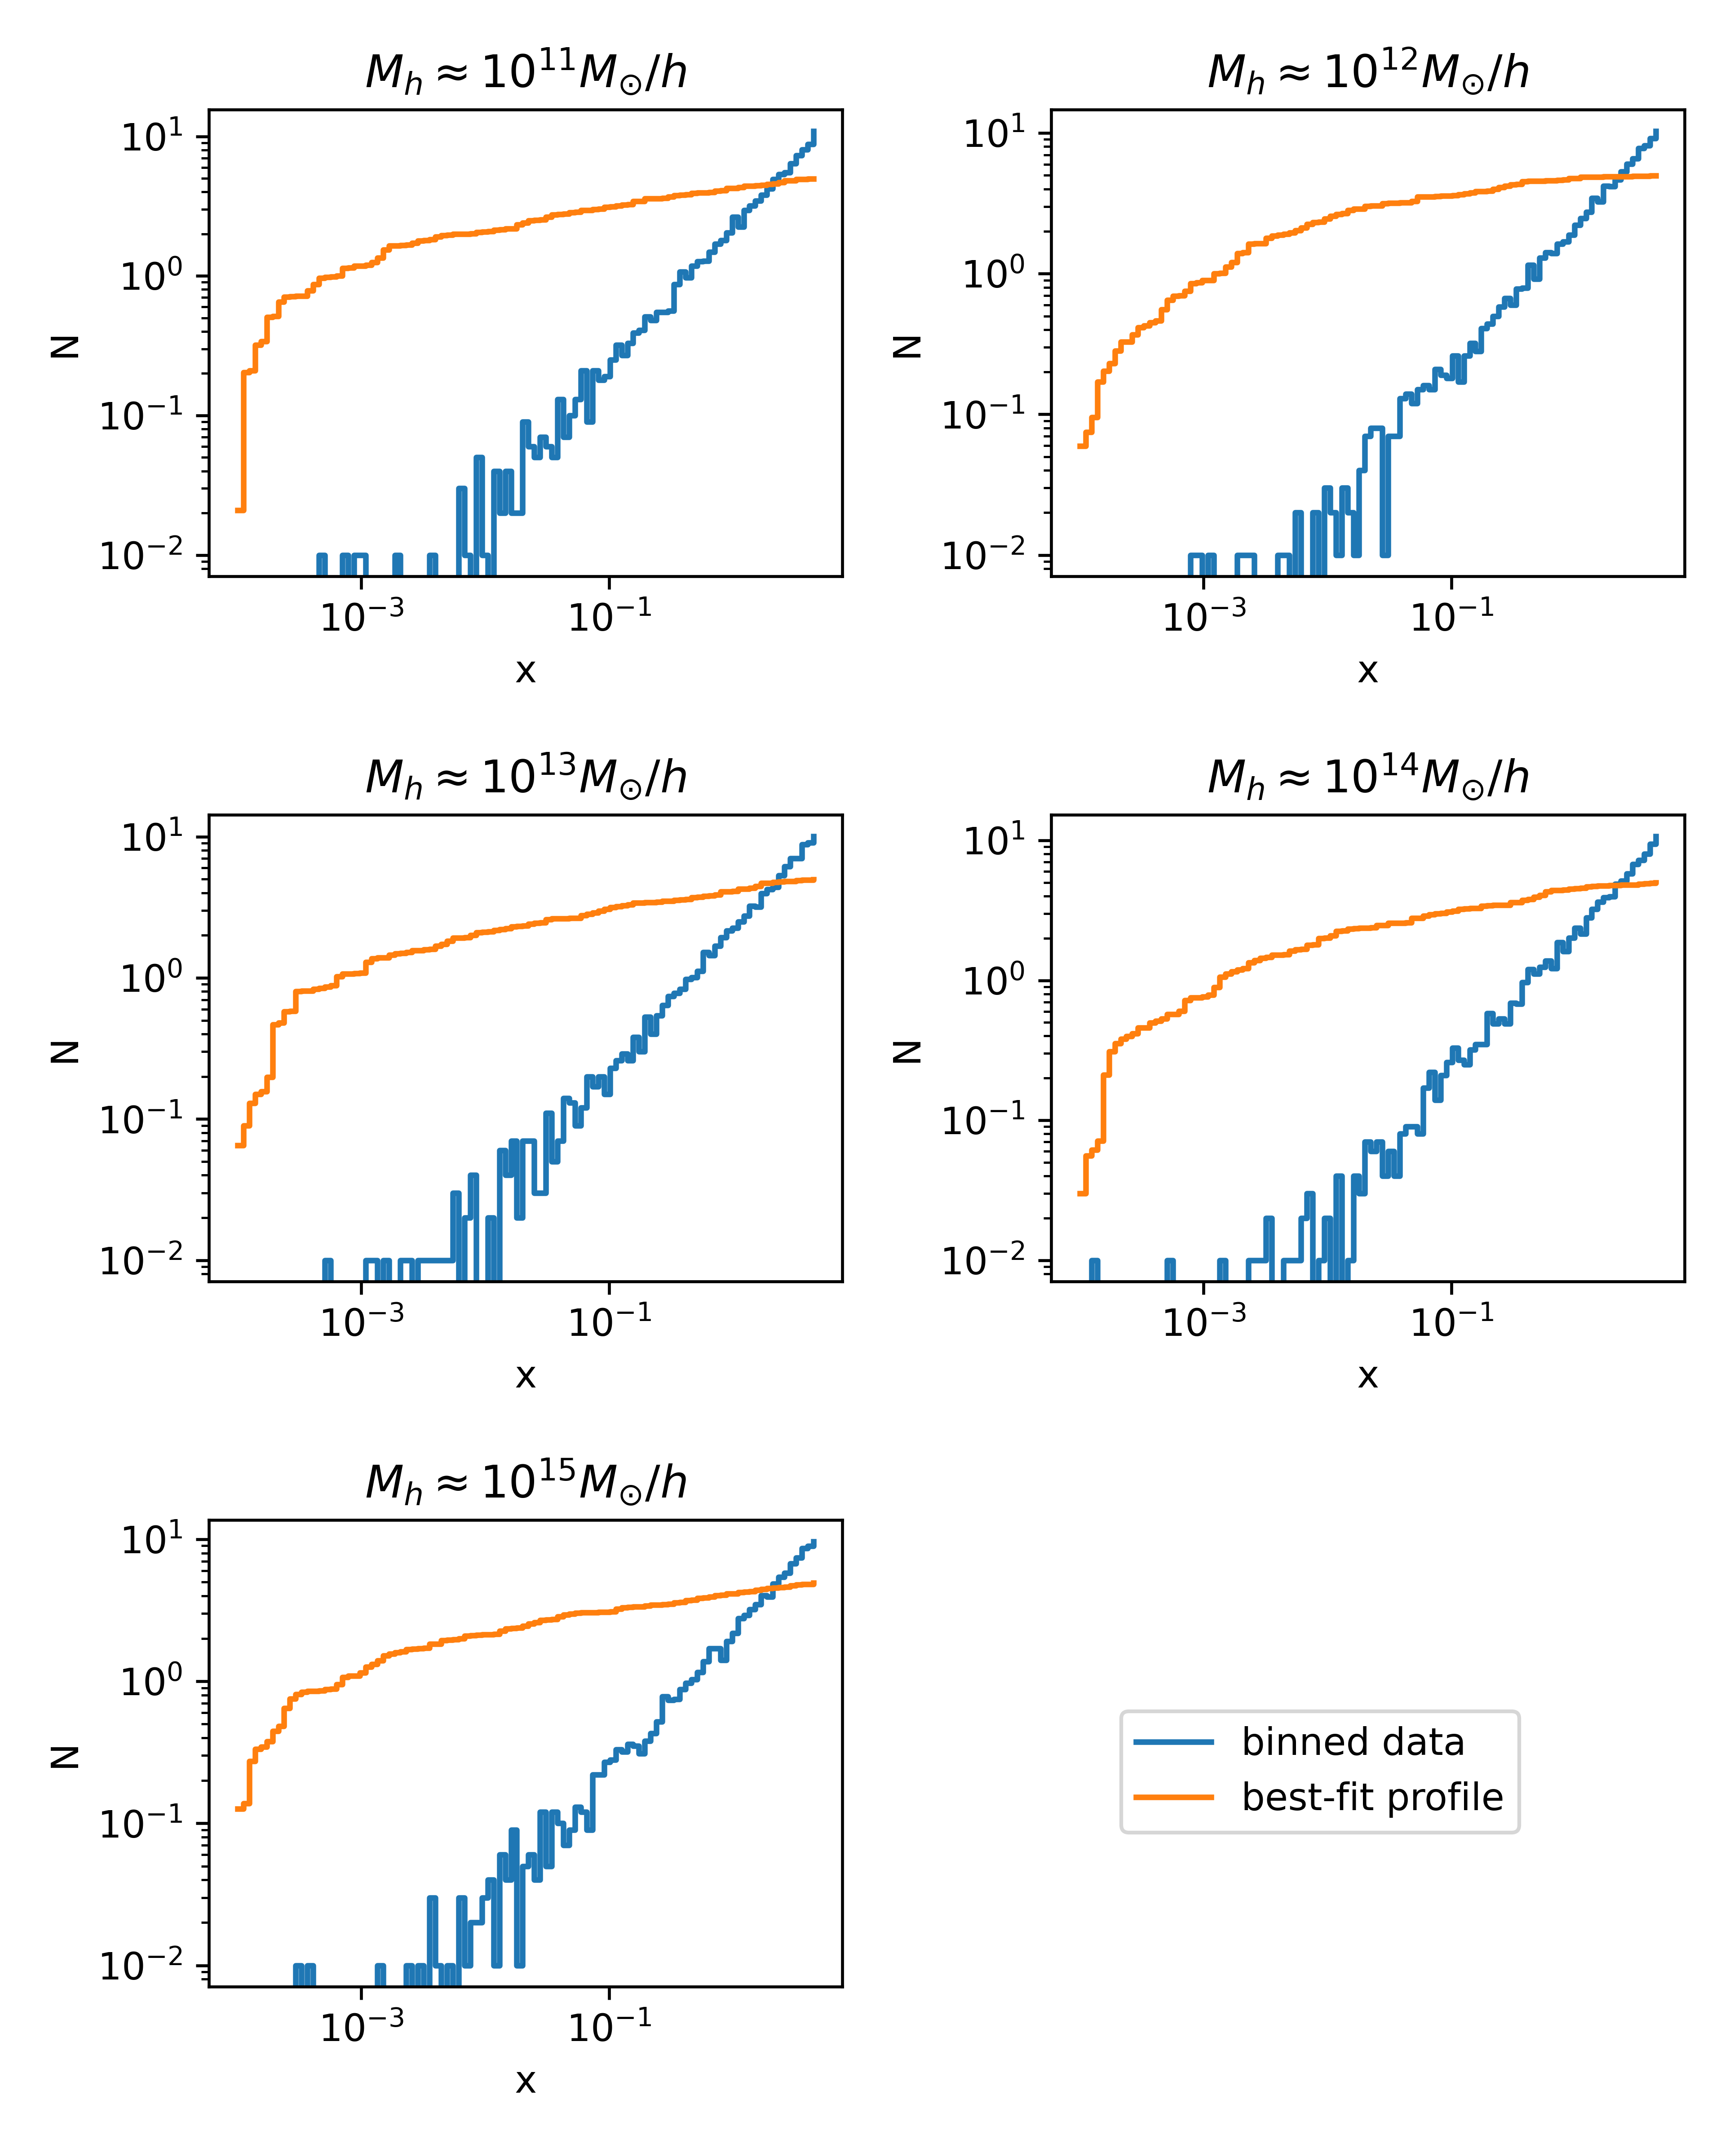 M_h ≈ 10^11 M_⊙/h
10^1
10^0
10^−1
10^−2
N
10^−3 10^−1
x
M_h ≈ 10^12 M_⊙/h
10^1
10^0
10^−1
10^−2
N
10^−3 10^−1
x
M_h ≈ 10^13 M_⊙/h
10^1
10^0
10^−1
10^−2
N
10^−3 10^−1
x
M_h ≈ 10^14 M_⊙/h
10^1
10^0
10^−1
10^−2
N
10^−3 10^−1
x
M_h ≈ 10^15 M_⊙/h
10^1
10^0
10^−1
10^−2
N
10^−3 10^−1
x
binned data
best-fit profile